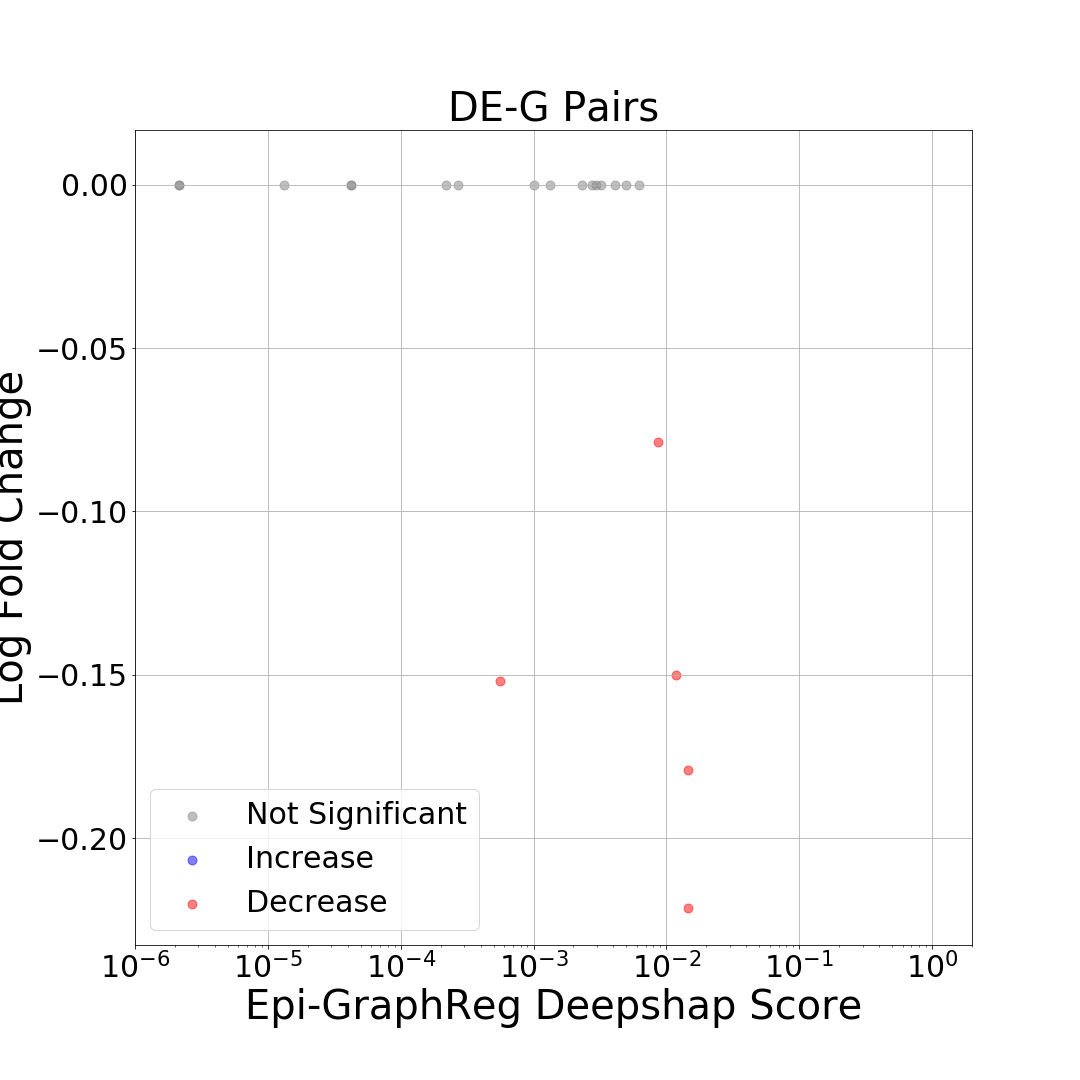 DE-G Pairs
0.00
−0.05
−0.10
−0.15
−0.20
Log Fold Change
Not Significant
Increase
Decrease
10⁻⁶ 10⁻⁵ 10⁻⁴ 10⁻³ 10⁻² 10⁻¹ 10⁰
Epi-GraphReg Deepshap Score